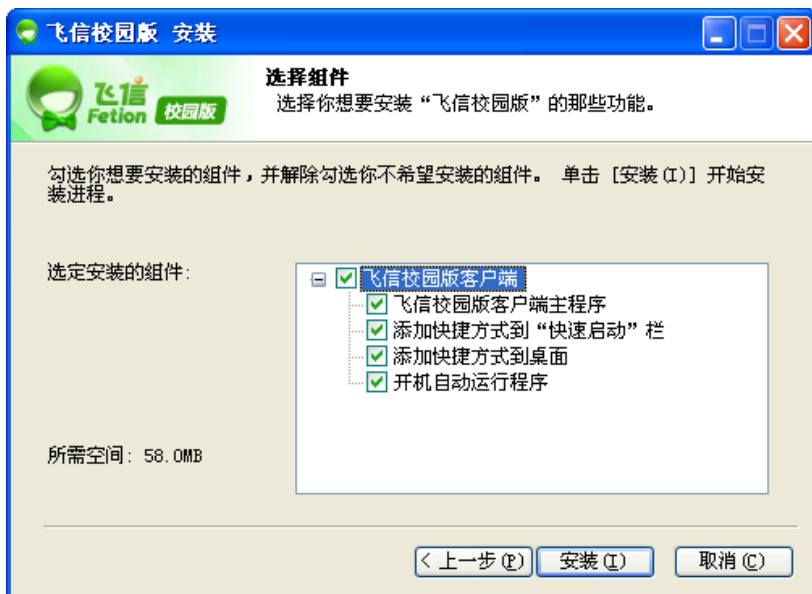 飞信校园版 安装
飞信
Fetion 校园版
选择组件
选择你想要安装“飞信校园版”的那些功能。
勾选你想要安装的组件，并解除勾选你不希望安装的组件。 单击 [安装(I)] 开始安
装进程。
选定安装的组件:
飞信校园版客户端
飞信校园版客户端主程序
添加快捷方式到“快速启动”栏
添加快捷方式到桌面
开机自动运行程序
所需空间: 58.0MB
< 上一步(P) 安装(I) 取消(C)